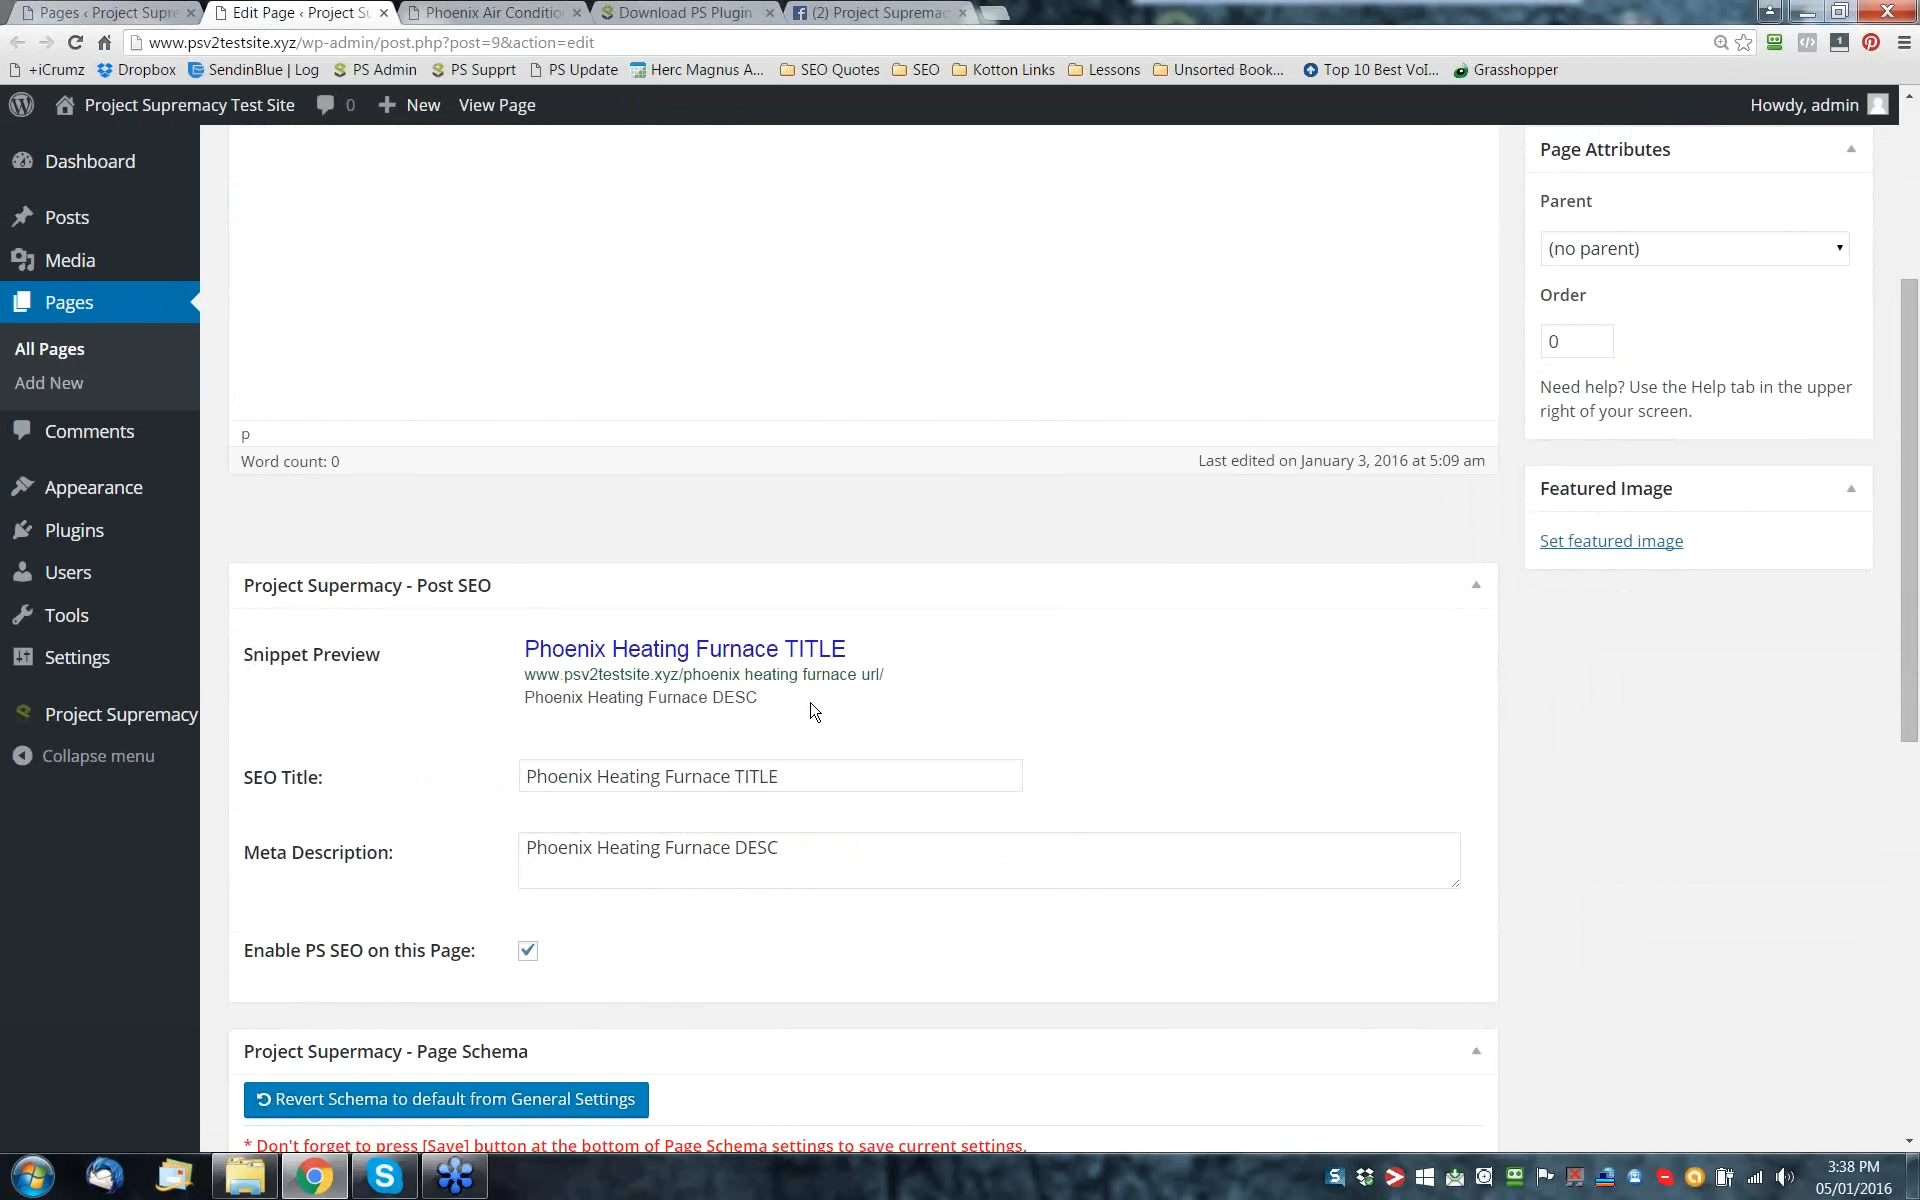 Pages ‹ Project Supre
Edit Page ‹ Project Su
Phoenix Air Conditio
Download PS Plugin
(2) Project Supremac
www.psv2testsite.xyz/wp-admin/post.php?post=9&action=edit
+iCrumz
Dropbox
SendinBlue | Log
PS Admin
PS Supprt
PS Update
Herc Magnus A...
SEO Quotes
SEO
Kotton Links
Lessons
Unsorted Book...
Top 10 Best VoI...
Grasshopper
Project Supremacy Test Site
0
New
View Page
Howdy, admin
Dashboard
Posts
Media
Pages
All Pages
Add New
Comments
Appearance
Plugins
Users
Tools
Settings
Project Supremacy
Collapse menu
p
Word count: 0
Last edited on January 3, 2016 at 5:09 am
Project Supermacy - Post SEO
Snippet Preview
Phoenix Heating Furnace TITLE
www.psv2testsite.xyz/phoenix heating furnace url/
Phoenix Heating Furnace DESC
SEO Title:
Phoenix Heating Furnace TITLE
Meta Description:
Phoenix Heating Furnace DESC
Enable PS SEO on this Page:
Project Supermacy - Page Schema
Revert Schema to default from General Settings
* Don't forget to press [Save] button at the bottom of Page Schema settings to save current settings.
Page Attributes
Parent
(no parent)
Order
0
Need help? Use the Help tab in the upper
right of your screen.
Featured Image
Set featured image
3:38 PM
05/01/2016